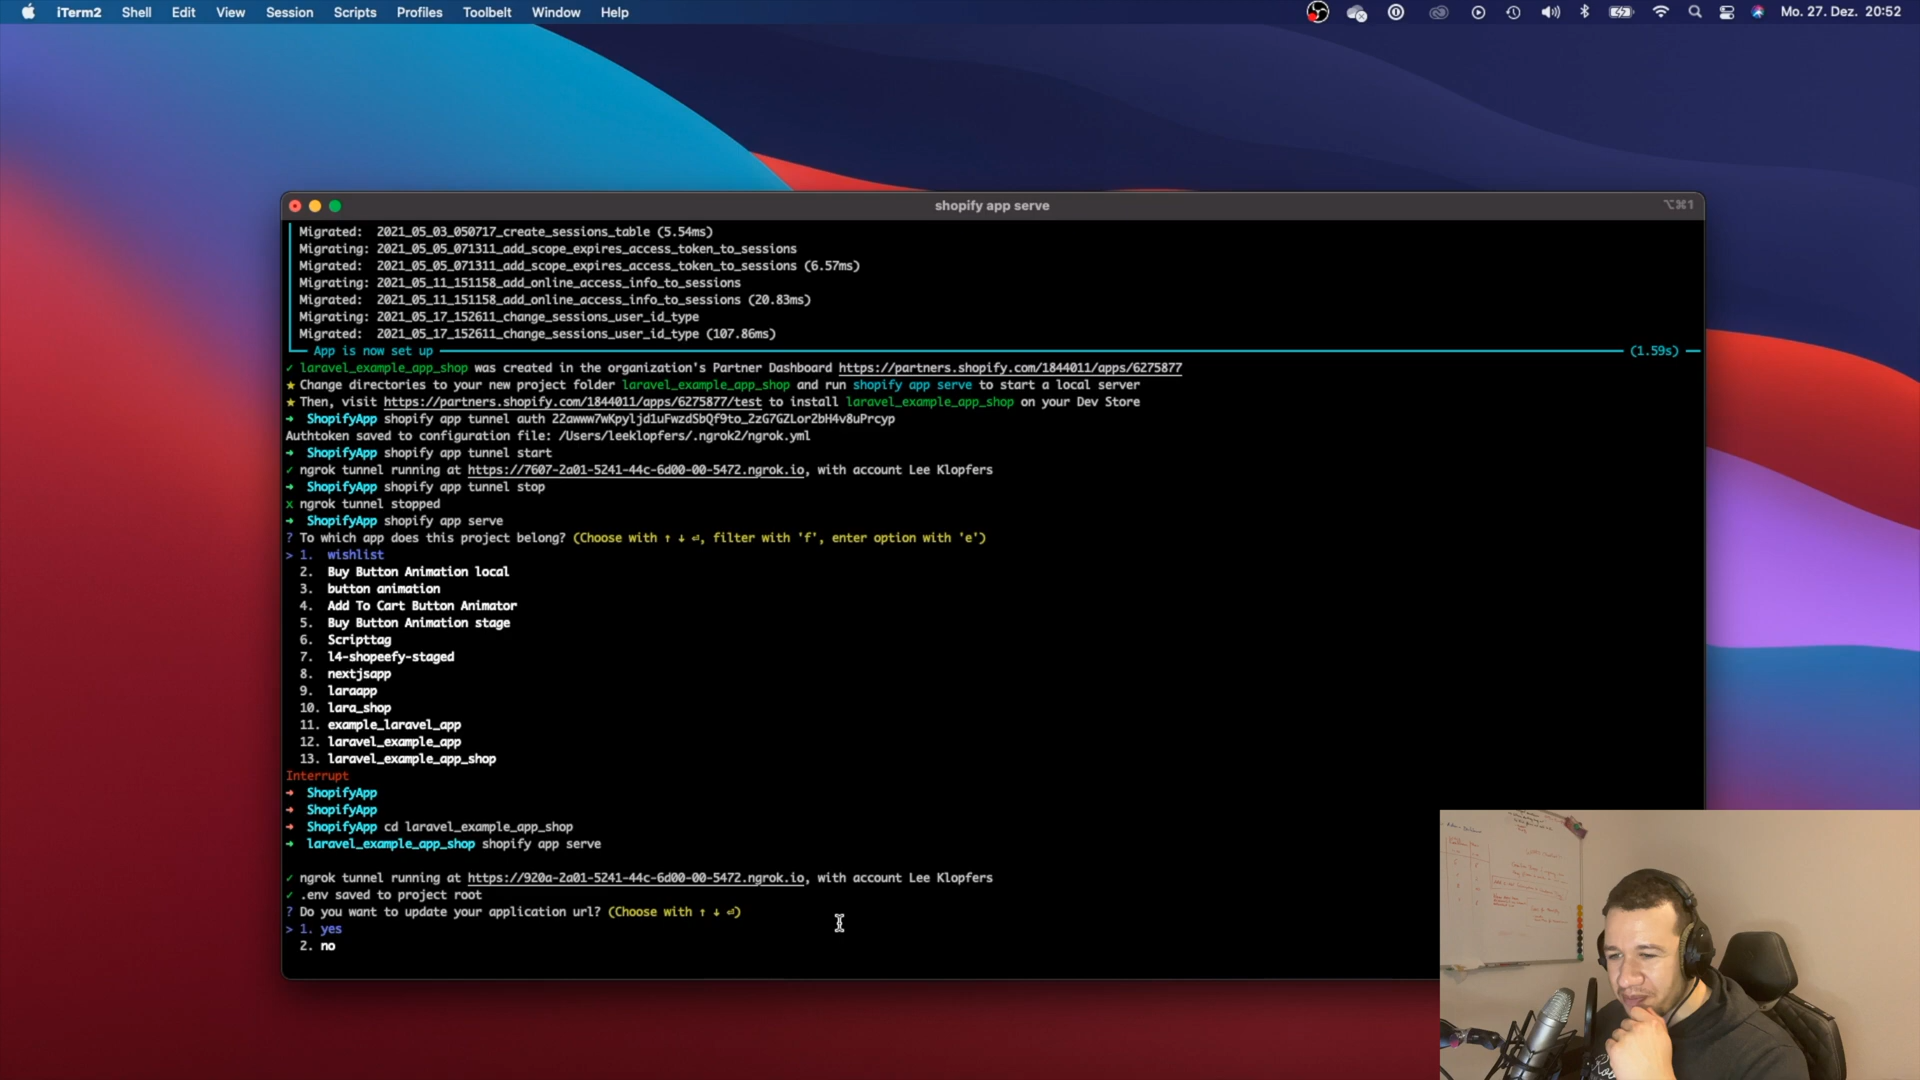 iTerm2 Shell Edit View Session Scripts Profiles Toolbelt Window Help Mo. 27. Dez. 20:52
shopify app serve ⌥⌘1
Migrated: 2021_05_03_050717_create_sessions_table (5.54ms)
Migrating: 2021_05_05_071311_add_scope_expires_access_token_to_sessions
Migrated: 2021_05_05_071311_add_scope_expires_access_token_to_sessions (6.57ms)
Migrating: 2021_05_11_151158_add_online_access_info_to_sessions
Migrated: 2021_05_11_151158_add_online_access_info_to_sessions (20.83ms)
Migrating: 2021_05_17_152611_change_sessions_user_id_type
Migrated: 2021_05_17_152611_change_sessions_user_id_type (107.86ms)
App is now set up (1.59s)
✓ laravel_example_app_shop was created in the organization's Partner Dashboard https://partners.shopify.com/1844011/apps/6275877
★ Change directories to your new project folder laravel_example_app_shop and run shopify app serve to start a local server
★ Then, visit https://partners.shopify.com/1844011/apps/6275877/test to install laravel_example_app_shop on your Dev Store
➜ ShopifyApp shopify app tunnel auth 22awww7wKpyljd1uFwzdSbQf9to_2zG7GZLor2bH4v8uPrcyp
Authtoken saved to configuration file: /Users/leeklopfers/.ngrok2/ngrok.yml
➜ ShopifyApp shopify app tunnel start
✓ ngrok tunnel running at https://7607-2a01-5241-44c-6d00-00-5472.ngrok.io, with account Lee Klopfers
➜ ShopifyApp shopify app tunnel stop
x ngrok tunnel stopped
➜ ShopifyApp shopify app serve
? To which app does this project belong? (Choose with ↑ ↓ ⏎, filter with 'f', enter option with 'e')
> 1. wishlist
2. Buy Button Animation local
3. button animation
4. Add To Cart Button Animator
5. Buy Button Animation stage
6. Scripttag
7. l4-shopeefy-staged
8. nextjsapp
9. laraapp
10. lara_shop
11. example_laravel_app
12. laravel_example_app
13. laravel_example_app_shop
Interrupt
➜ ShopifyApp
➜ ShopifyApp
➜ ShopifyApp cd laravel_example_app_shop
➜ laravel_example_app_shop shopify app serve
✓ ngrok tunnel running at https://920a-2a01-5241-44c-6d00-00-5472.ngrok.io, with account Lee Klopfers
✓ .env saved to project root
? Do you want to update your application url? (Choose with ↑ ↓ ⏎)
> 1. yes
2. no